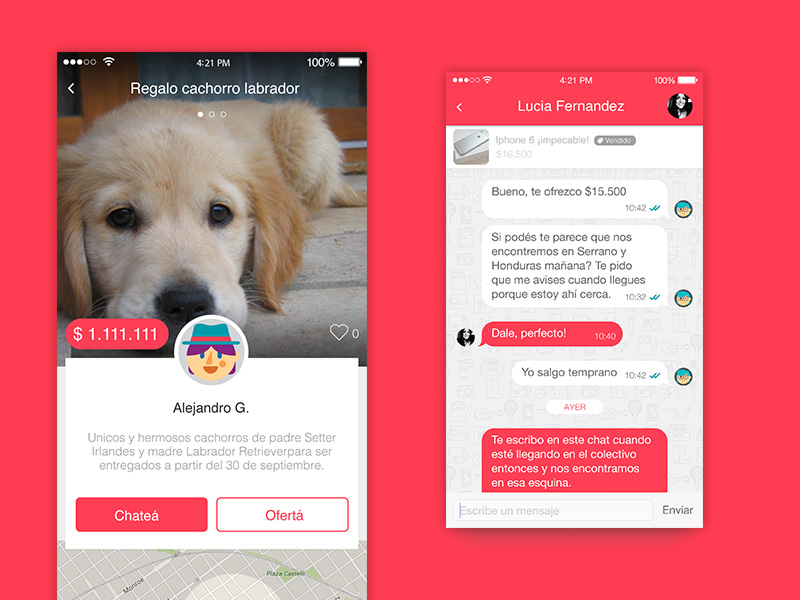 4:21 PM
100%
Regalo cachorro labrador
$ 1.111.111
0
Alejandro G.
Unicos y hermosos cachorros de padre Setter
Irlandes y madre Labrador Retrieverpara ser
entregados a partir del 30 de septiembre.
Chateá
Ofertá
Monroe
Plaza Castelli
4:21 PM
100%
Lucia Fernandez
Iphone 6 ¡impecable!
Vendido
$16.500
Bueno, te ofrezco $15.500
10:42
Si podés te parece que nos
encontremos en Serrano y
Honduras mañana? Te pido
que me avises cuando llegues
porque estoy ahí cerca.
10:32
Dale, perfecto!
10:40
Yo salgo temprano
10:42
AYER
Te escribo en este chat cuando
esté llegando en el colectivo
entonces y nos encontramos
en esa esquina.
Escribe un mensaje
Enviar